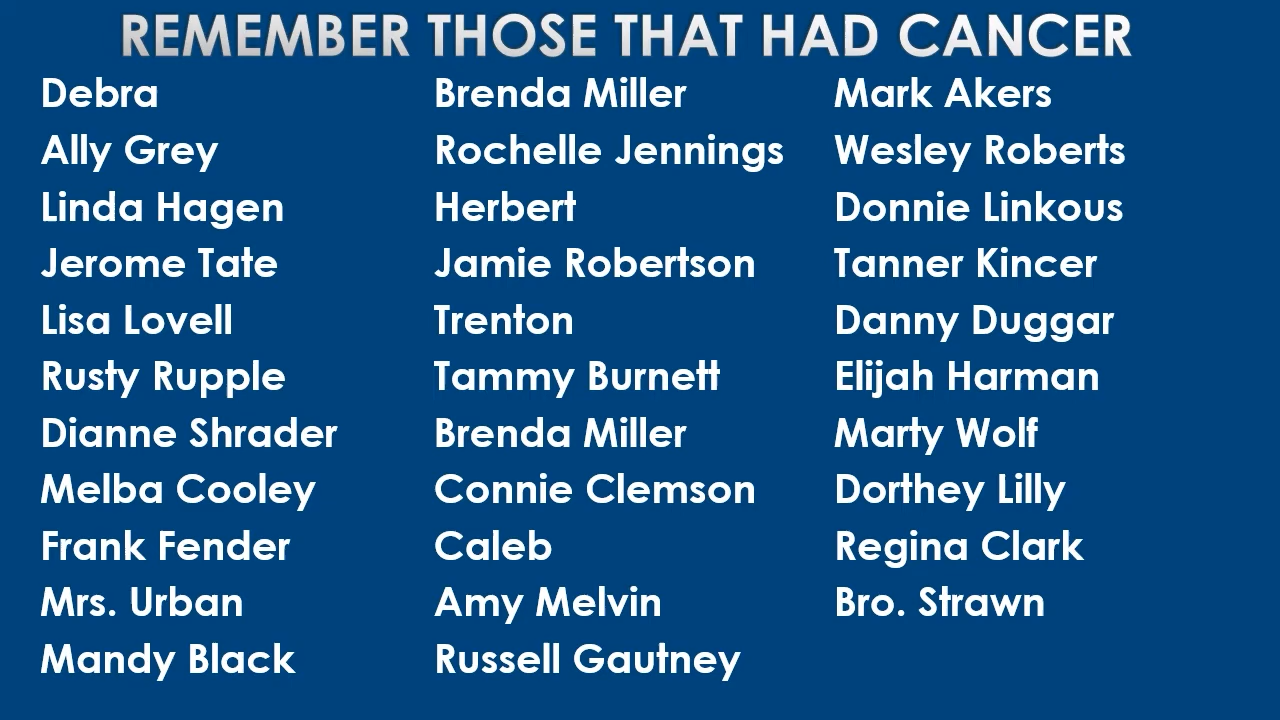 REMEMBER THOSE THAT HAD CANCER
Debra
Ally Grey
Linda Hagen
Jerome Tate
Lisa Lovell
Rusty Rupple
Dianne Shrader
Melba Cooley
Frank Fender
Mrs. Urban
Mandy Black
Brenda Miller
Rochelle Jennings
Herbert
Jamie Robertson
Trenton
Tammy Burnett
Brenda Miller
Connie Clemson
Caleb
Amy Melvin
Russell Gautney
Mark Akers
Wesley Roberts
Donnie Linkous
Tanner Kincer
Danny Duggar
Elijah Harman
Marty Wolf
Dorthey Lilly
Regina Clark
Bro. Strawn